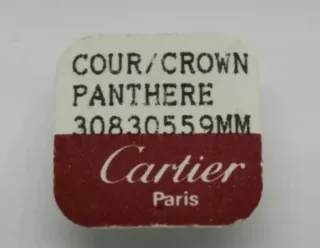 COUR/CROWN
PANTHERE
30830559MM
Cartier
Paris